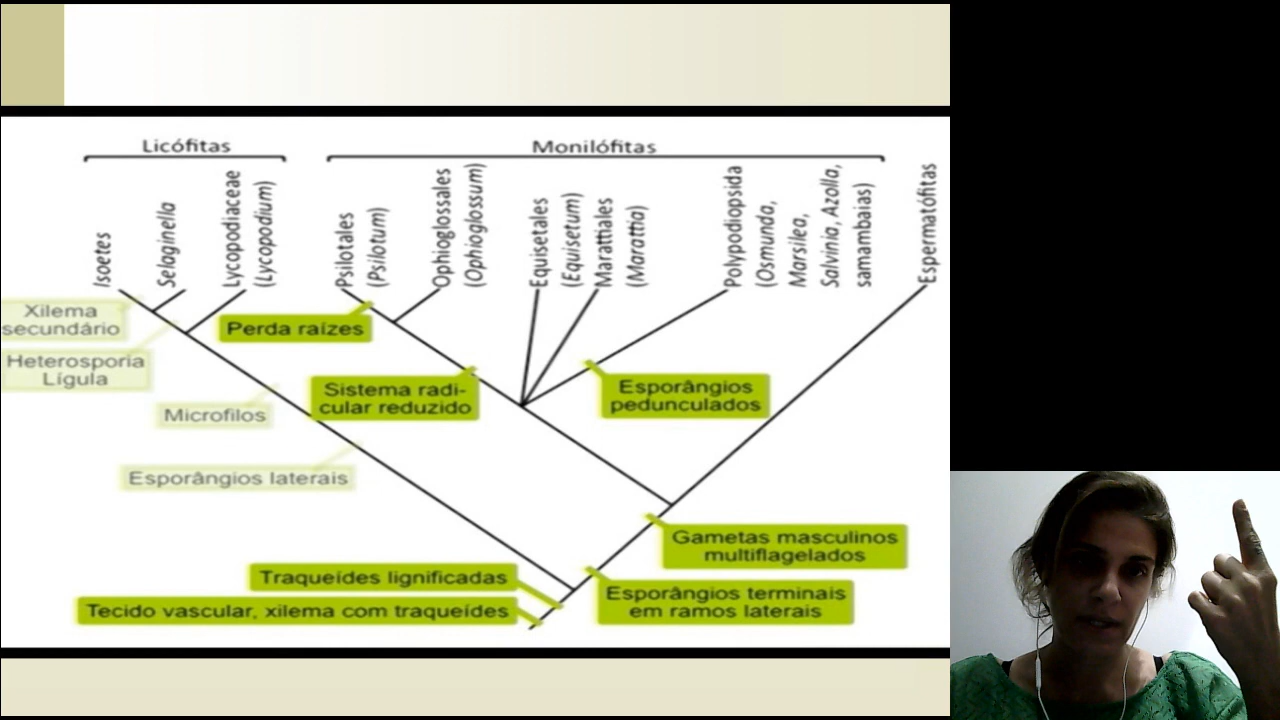 Licófitas
Monilófitas
Isoetes
Selaginella
Lycopodiaceae
(Lycopodium)
Psilotales
(Psilotum)
Ophioglossales
(Ophioglossum)
Equisetales
(Equisetum)
Marattiales
(Marattia)
Polypodiopsida
(Osmunda,
Marsilea,
Salvinia, Azolla,
samambaias)
Espermatófitas
Xilema
secundário
Perda raízes
Heterosporia
Lígula
Sistema radi-
cular reduzido
Esporângios
pedunculados
Microfilos
Esporângios laterais
Gametas masculinos
multiflagelados
Traqueídes lignificadas
Esporângios terminais
em ramos laterais
Tecido vascular, xilema com traqueídes